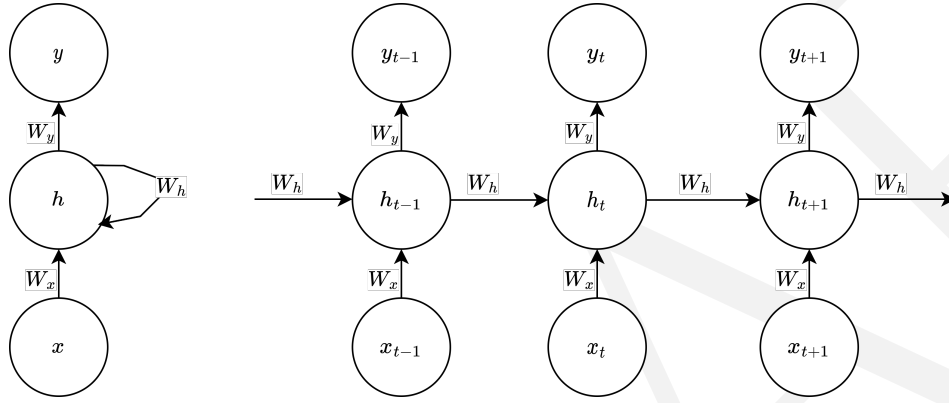 y y_{t-1} y_t y_{t+1}
W_y W_y W_y W_y
h W_h W_h h_{t-1} W_h h_t W_h h_{t+1} W_h
W_x W_x W_x W_x
x x_{t-1} x_t x_{t+1}